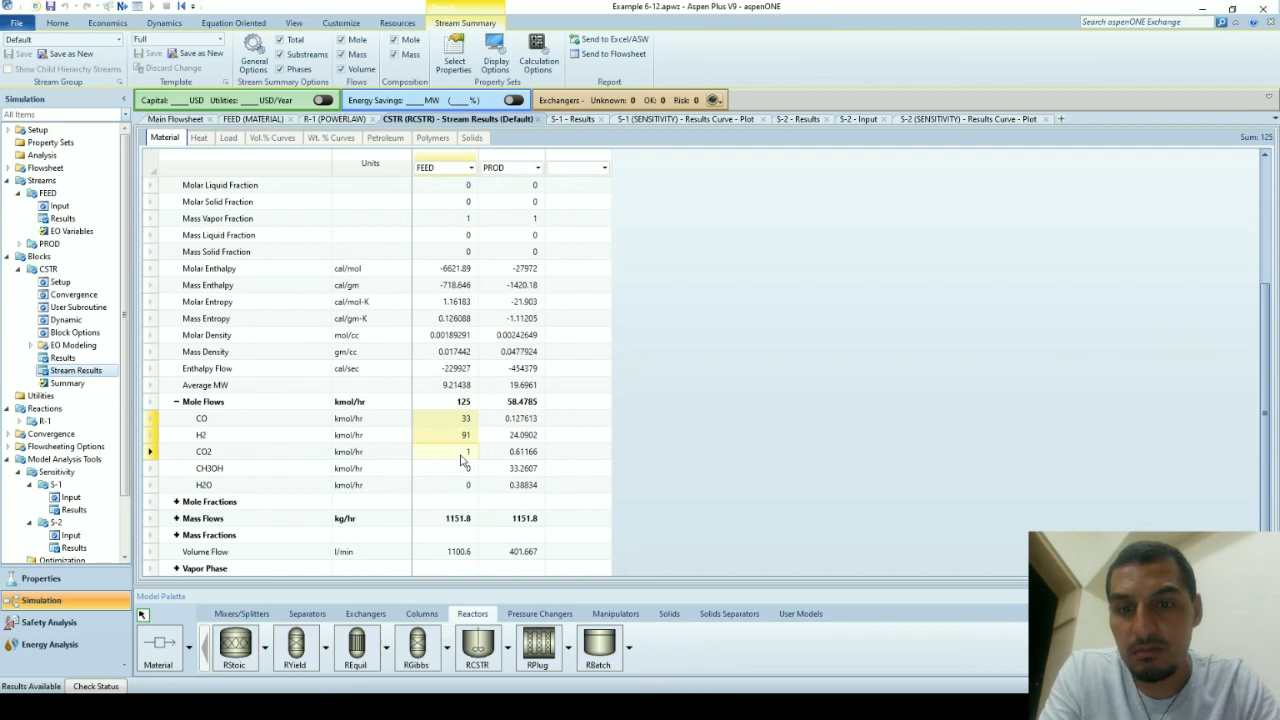 Example 6-12.apwz - Aspen Plus V9 - aspenONE
File Home Economics Dynamics Equation Oriented View Customize Resources Stream Summary Search aspenONE Exchange
Default Full Total Mole Mole Send to Excel/ASW
Save Save as New Save Save as New Substreams Mass Mass Send to Flowsheet
Show Child Hierarchy Streams Discard Change General Options Phases Volume Select Properties Display Options Calculation Options
Stream Group Template Stream Summary Options Flows Composition Property Sets Report
Simulation Capital: ____ USD Utilities: ____ USD/Year Energy Savings: ____ MW (____ %) Exchangers - Unknown: 0 OK: 0 Risk: 0
All Items Main Flowsheet FEED (MATERIAL) R-1 (POWERLAW) CSTR (RCSTR) - Stream Results (Default) S-1 - Results S-1 (SENSITIVITY) - Results Curve - Plot S-2 - Results S-2 - Input S-2 (SENSITIVITY) - Results Curve - Plot
Material Heat Load Vol.% Curves Wt. % Curves Petroleum Polymers Solids Sum: 125
Setup
Property Sets
Analysis
Flowsheet
Streams
FEED
Input
Results
EO Variables
PROD
Blocks
CSTR
Setup
Convergence
User Subroutine
Dynamic
Block Options
EO Modeling
Results
Stream Results
Summary
Utilities
Reactions
R-1
Convergence
Flowsheeting Options
Model Analysis Tools
Sensitivity
S-1
Input
Results
S-2
Input
Results
Optimization
Properties
Simulation
Safety Analysis
Energy Analysis
Units FEED PROD
Molar Liquid Fraction 0 0
Molar Solid Fraction 0 0
Mass Vapor Fraction 1 1
Mass Liquid Fraction 0 0
Mass Solid Fraction 0 0
Molar Enthalpy cal/mol -6621.89 -27972
Mass Enthalpy cal/gm -718.646 -1420.18
Molar Entropy cal/mol-K 1.16183 -21.903
Mass Entropy cal/gm-K 0.126088 -1.11205
Molar Density mol/cc 0.00189291 0.00242649
Mass Density gm/cc 0.017442 0.0477924
Enthalpy Flow cal/sec -229927 -454379
Average MW 9.21438 19.6961
Mole Flows kmol/hr 125 58.4785
CO kmol/hr 33 0.127613
H2 kmol/hr 91 24.0902
CO2 kmol/hr 1 0.61166
CH3OH kmol/hr 0 33.2607
H2O kmol/hr 0 0.38834
Mole Fractions
Mass Flows kg/hr 1151.8 1151.8
Mass Fractions
Volume Flow l/min 1100.6 401.667
Vapor Phase
Model Palette
Mixers/Splitters Separators Exchangers Columns Reactors Pressure Changers Manipulators Solids Solids Separators User Models
Material RStoic RYield REquil RGibbs RCSTR RPlug RBatch
Results Available Check Status